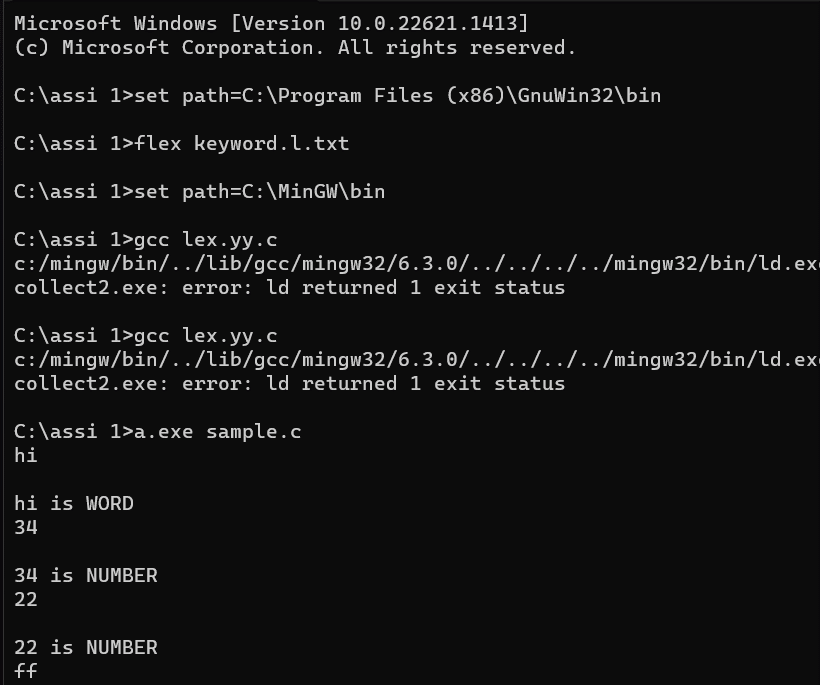 Microsoft Windows [Version 10.0.22621.1413]
(c) Microsoft Corporation. All rights reserved.
C:\assi 1>set path=C:\Program Files (x86)\GnuWin32\bin
C:\assi 1>flex keyword.l.txt
C:\assi 1>set path=C:\MinGW\bin
C:\assi 1>gcc lex.yy.c
c:/mingw/bin/../lib/gcc/mingw32/6.3.0/../../../../mingw32/bin/ld.exe
collect2.exe: error: ld returned 1 exit status
C:\assi 1>gcc lex.yy.c
c:/mingw/bin/../lib/gcc/mingw32/6.3.0/../../../../mingw32/bin/ld.exe
collect2.exe: error: ld returned 1 exit status
C:\assi 1>a.exe sample.c
hi
hi is WORD
34
34 is NUMBER
22
22 is NUMBER
ff